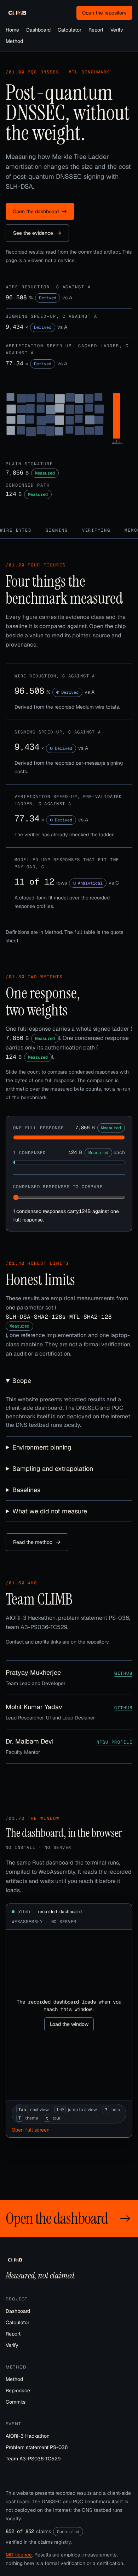 CLIMB
Open the repository
Home Dashboard Calculator Report Verify
Method
/01.00 PQC DNSSEC · MTL BENCHMARK
Post-quantum
DNSSEC, without
the weight.
Measuring how Merkle Tree Ladder
amortisation changes the size and the cost
of post-quantum DNSSEC signing with
SLH-DSA.
Open the dashboard →
See the evidence →
Recorded results, read from the committed artifact. This
page is a viewer, not a service.
WIRE REDUCTION, C AGAINST A
96.508 % Derived vs A
SIGNING SPEED-UP, C AGAINST A
9,434 × Derived vs A
VERIFICATION SPEED-UP, CACHED LADDER, C
AGAINST A
77.34 × Derived vs A
PLAIN SIGNATURE
7,856 B Measured
CONDENSED PATH
124 B Measured
WIRE BYTES SIGNING VERIFYING
/01.20 FOUR FIGURES
Four things the
benchmark measured
Every figure carries its evidence class and the
baseline it is compared against. Open the chip
beside a value to read its parameter, source and
provenance.
WIRE REDUCTION, C AGAINST A
96.508 % Derived vs A
Derived from the recorded Medium wire totals.
SIGNING SPEED-UP, C AGAINST A
9,434 × Derived vs A
Derived from the recorded per-message signing
costs.
VERIFICATION SPEED-UP, PRE-VALIDATED
LADDER, C AGAINST A
77.34 × Derived vs A
The verifier has already checked the ladder.
MODELLED UDP RESPONSES THAT FIT THE
PAYLOAD, C
11 of 12 rows Analytical vs C
A closed-form model over the recorded
response profiles.
Definitions are in Method. The full table is the quote
sheet.
/01.30 TWO WEIGHTS
One response,
two weights
One full response carries a whole signed ladder (
7,856 B Measured ). One condensed response
carries only its authentication path (
124 B Measured ).
Slide the count to compare condensed responses with
the bytes of one full response. The comparison is
arithmetic over the measured byte counts, not a re-run
of the benchmark.
ONE FULL RESPONSE 7,856 B Measured
1 CONDENSED 124 B Measured each
CONDENSED RESPONSES TO COMPARE
1 condensed responses carry124B against one
full response.
/01.40 HONEST LIMITS
Honest limits
These results are empirical measurements from
one parameter set (
SLH-DSA-SHA2-128s-MTL-SHA2-128
Measured
), one reference implementation and one laptop-
class machine. They are not a formal verification,
an audit or a certification.
▼ Scope
This website presents recorded results and a
client-side dashboard. The DNSSEC and PQC
benchmark itself is not deployed on the Internet;
the DNS testbed runs locally.
▶ Environment pinning
▶ Sampling and extrapolation
▶ Baselines
▶ What we did not measure
Read the method →
/01.60 WHO
Team CLIMB
AIORI-3 Hackathon, problem statement PS-036,
team A3-PS036-TC529.
Contact and profile links are on the repository.
Pratyay Mukherjee GITHUB
Team Lead and Developer
Mohit Kumar Yadav GITHUB
Lead Researcher, UI and Logo Designer
Dr. Maibam Devi NFSU PROFILE
Faculty Mentor
/01.70 THE WINDOW
The dashboard, in the browser
NO INSTALL · NO SERVER
The same Rust dashboard the terminal runs,
compiled to WebAssembly. It reads the recorded
artifacts and waits until you reach it before it
loads.
climb — recorded dashboard
WEBASSEMBLY · NO SERVER
The recorded dashboard loads when you
reach this window.
Load the window
Tab next view 1-9 jump to a view ? help
T theme t tour
Open full screen
Open the dashboard →
CLIMB
Measured, not claimed.
PROJECT
Dashboard
Calculator
Report
Verify
METHOD
Method
Reproduce
Commits
EVENT
AIORI-3 Hackathon
Problem statement PS-036
Team A3-PS036-TC529
This website presents recorded results and a client-side
dashboard. The DNSSEC and PQC benchmark itself is
not deployed on the Internet; the DNS testbed runs
locally.
852 of 852 claims Generated
verified in the claims registry.
MIT licence. Results are empirical measurements;
nothing here is a formal verification or a certification.